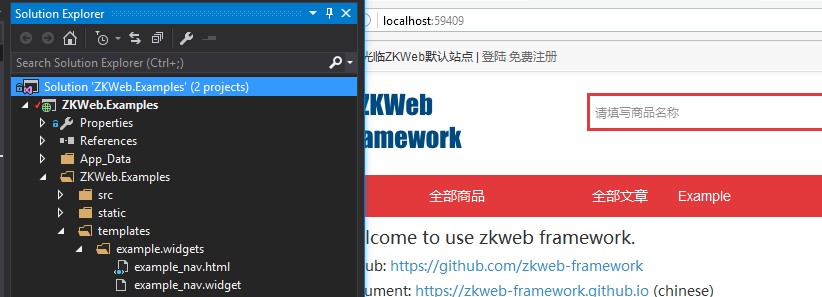 Solution Explorer
Search Solution Explorer (Ctrl+;)
Solution 'ZKWeb.Examples' (2 projects)
ZKWeb.Examples
Properties
References
App_Data
ZKWeb.Examples
src
static
templates
example.widgets
example_nav.html
example_nav.widget
localhost:59409
光临ZKWeb默认站点 | 登陆 免费注册
ZKWeb
amework
请填写商品名称
全部商品 全部文章 Example
lcome to use zkweb framework.
ub: https://github.com/zkweb-framework
ument: https://zkweb-framework.github.io (chinese)